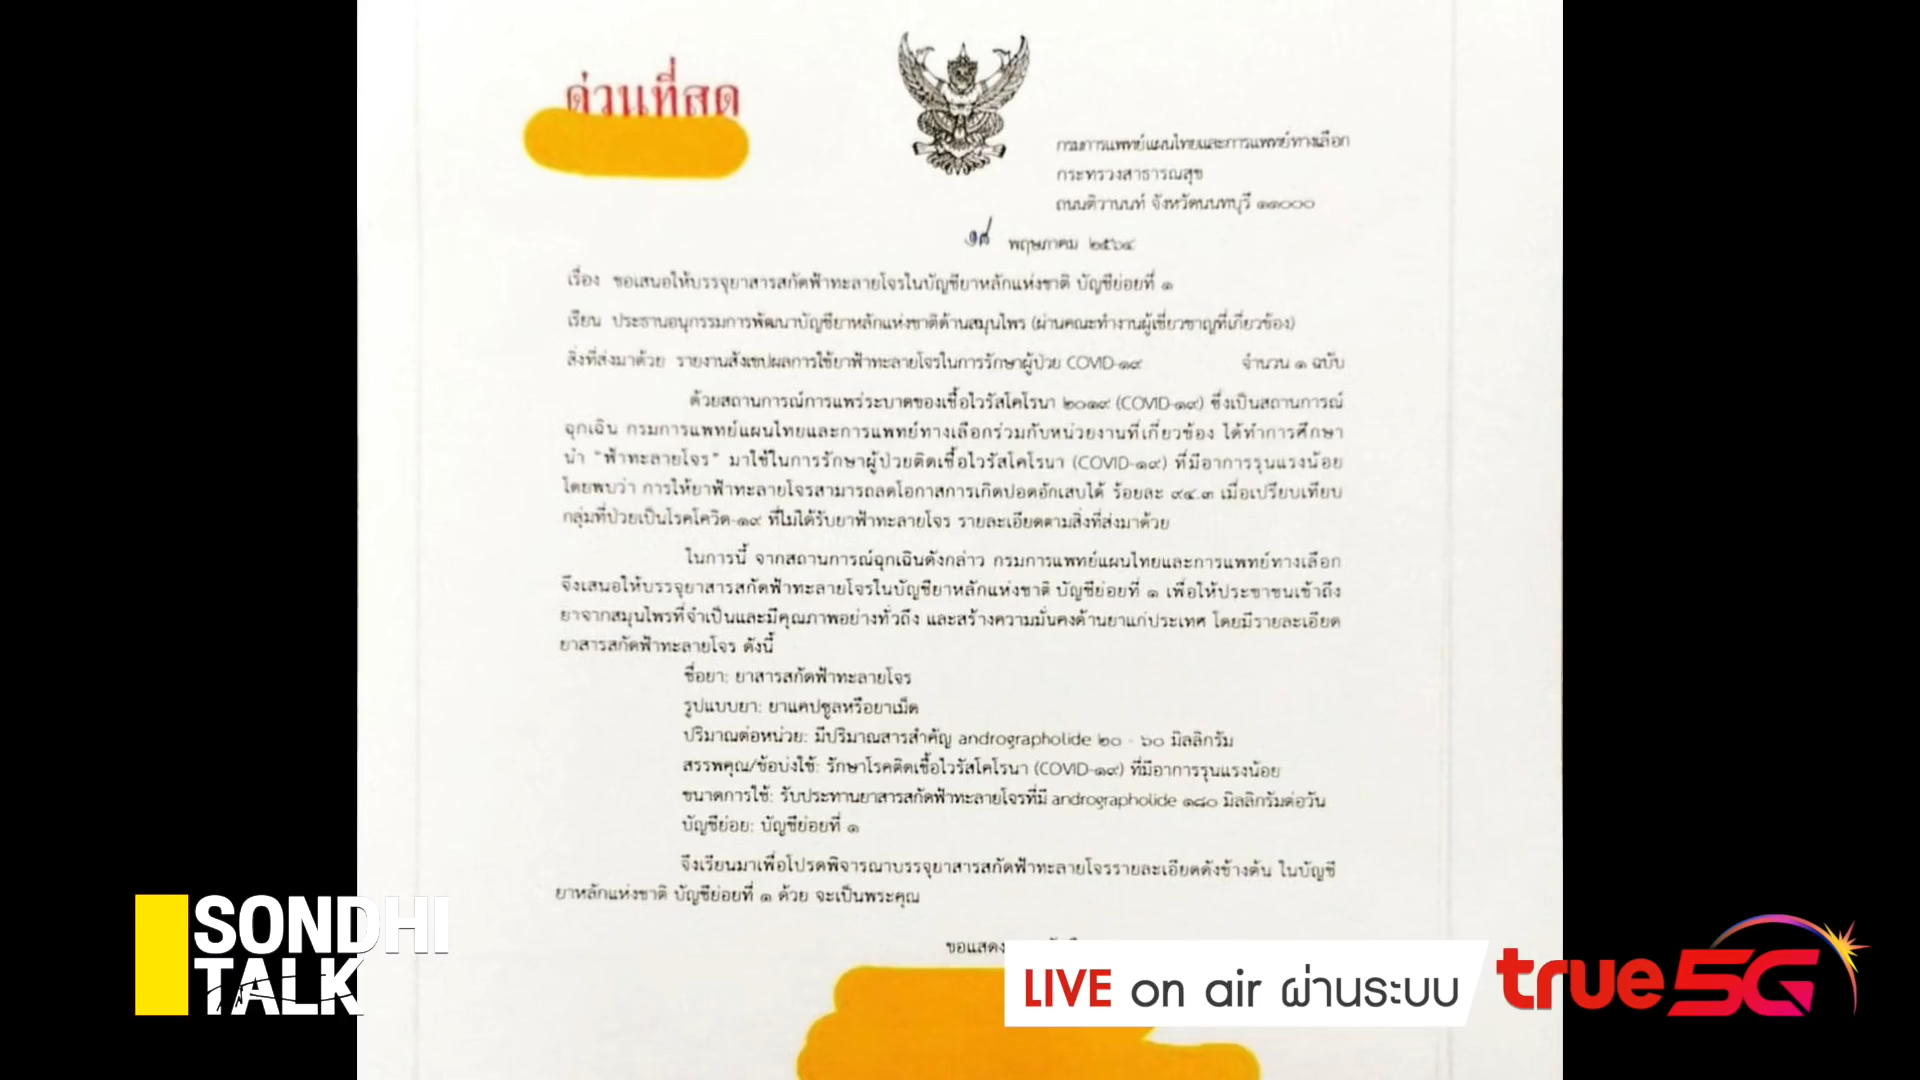 ด่วนที่สุด
กรมการแพทย์แผนไทยและการแพทย์ทางเลือก
กระทรวงสาธารณสุข
ถนนติวานนท์ จังหวัดนนทบุรี ๑๑๐๐๐
๑๘ พฤษภาคม ๒๕๖๔
เรื่อง ขอเสนอให้บรรจุยาสารสกัดฟ้าทะลายโจรในบัญชียาหลักแห่งชาติ บัญชีย่อยที่ ๑
เรียน ประธานอนุกรรมการพัฒนาบัญชียาหลักแห่งชาติด้านสมุนไพร (ผ่านคณะทำงานผู้เชี่ยวชาญที่เกี่ยวข้อง)
สิ่งที่ส่งมาด้วย รายงานสังเขปผลการใช้ยาฟ้าทะลายโจรในการรักษาผู้ป่วย COVID-๑๙ จำนวน ๑ ฉบับ
ด้วยสถานการณ์การแพร่ระบาดของเชื้อไวรัสโคโรนา ๒๐๑๙ (COVID-๑๙) ซึ่งเป็นสถานการณ์
ฉุกเฉิน กรมการแพทย์แผนไทยและการแพทย์ทางเลือกร่วมกับหน่วยงานที่เกี่ยวข้อง ได้ทำการศึกษา
นำ "ฟ้าทะลายโจร" มาใช้ในการรักษาผู้ป่วยติดเชื้อไวรัสโคโรนา (COVID-๑๙) ที่มีอาการรุนแรงน้อย
โดยพบว่า การให้ยาฟ้าทะลายโจรสามารถลดโอกาสการเกิดปอดอักเสบได้ ร้อยละ ๙๔.๓ เมื่อเปรียบเทียบ
กลุ่มที่ป่วยเป็นโรคโควิด-๑๙ ที่ไม่ได้รับยาฟ้าทะลายโจร รายละเอียดตามสิ่งที่ส่งมาด้วย
ในการนี้ จากสถานการณ์ฉุกเฉินดังกล่าว กรมการแพทย์แผนไทยและการแพทย์ทางเลือก
จึงเสนอให้บรรจุยาสารสกัดฟ้าทะลายโจรในบัญชียาหลักแห่งชาติ บัญชีย่อยที่ ๑ เพื่อให้ประชาชนเข้าถึง
ยาจากสมุนไพรที่จำเป็นและมีคุณภาพอย่างทั่วถึง และสร้างความมั่นคงด้านยาแก่ประเทศ โดยมีรายละเอียด
ยาสารสกัดฟ้าทะลายโจร ดังนี้
ชื่อยา: ยาสารสกัดฟ้าทะลายโจร
รูปแบบยา: ยาแคปซูลหรือยาเม็ด
ปริมาณต่อหน่วย: มีปริมาณสารสำคัญ andrographolide ๒๐ - ๖๐ มิลลิกรัม
สรรพคุณ/ข้อบ่งใช้: รักษาโรคติดเชื้อไวรัสโคโรนา (COVID-๑๙) ที่มีอาการรุนแรงน้อย
ขนาดการใช้: รับประทานยาสารสกัดฟ้าทะลายโจรที่มี andrographolide ๑๘๐ มิลลิกรัมต่อวัน
บัญชีย่อย: บัญชีย่อยที่ ๑
จึงเรียนมาเพื่อโปรดพิจารณาบรรจุยาสารสกัดฟ้าทะลายโจรรายละเอียดดังข้างต้น ในบัญชี
ยาหลักแห่งชาติ บัญชีย่อยที่ ๑ ด้วย จะเป็นพระคุณ
ขอแสดง
SONDHI
TALK
LIVE on air ผ่านระบบ true 5G